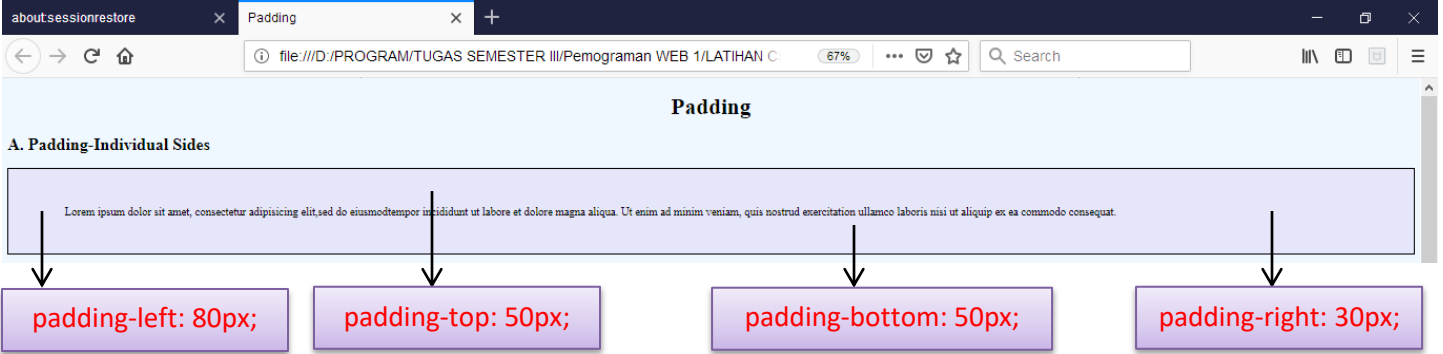 about:sessionrestore
Padding
file:///D:/PROGRAM/TUGAS SEMESTER III/Pemograman WEB 1/LATIHAN C
67%
Search
Padding
A. Padding-Individual Sides
Lorem ipsum dolor sit amet, consectetur adipisicing elit,sed do eiusmodtempor incididunt ut labore et dolore magna aliqua. Ut enim ad minim veniam, quis nostrud exercitation ullamco laboris nisi ut aliquip ex ea commodo consequat.
padding-left: 80px;
padding-top: 50px;
padding-bottom: 50px;
padding-right: 30px;